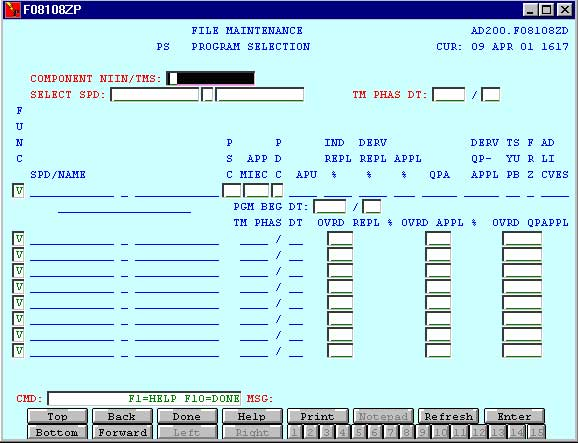 F08108ZP
FILE MAINTENANCE AD200.F08108ZD
PS PROGRAM SELECTION CUR: 09 APR 01 1617
COMPONENT NIIN/TMS:
SELECT SPD: TM PHAS DT: /
F
U P P IND DERV DERV TS F AD
N S APP D REPL REPL APPL QP- YU R LI
C SPD/NAME C MIEC C APU % % % QPA APPL PB Z CVES
V
PGM BEG DT: /
TM PHAS DT OVRD REPL % OVRD APPL % OVRD QPAPPL
V /
V /
V /
V /
V /
V /
V /
V /
CMD: F1=HELP F10=DONE MSG:
Top Back Done Help Print Notepad Refresh Enter
Bottom Forward Left Right 1 2 3 4 5 6 7 8 9 10 11 12 13 14 15